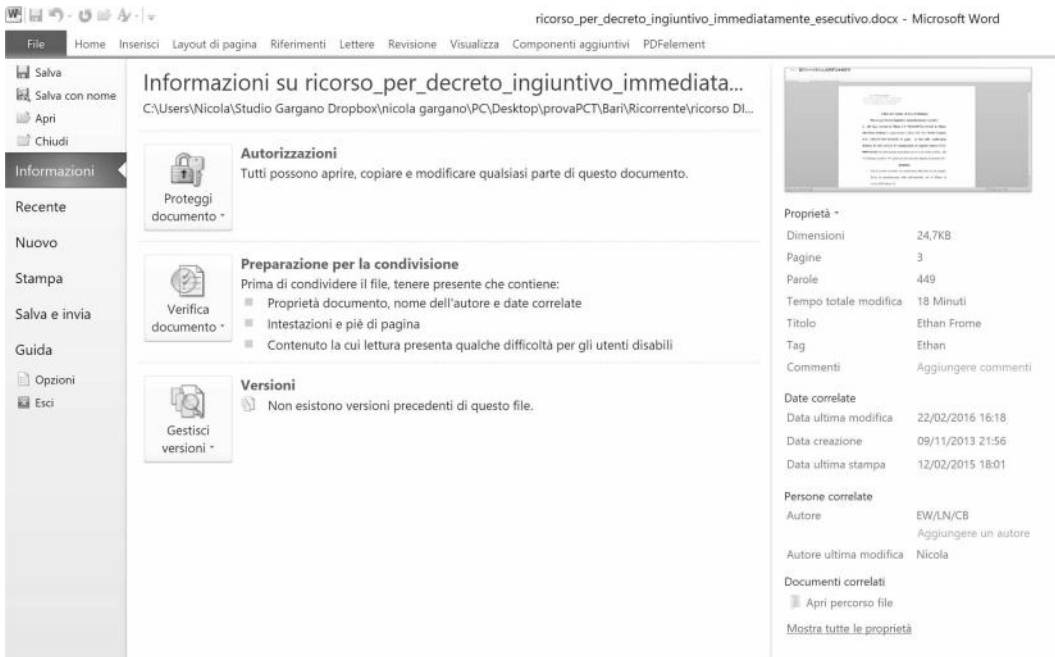 ricorso_per_decreto_ingiuntivo_immediatamente_esecutivo.docx - Microsoft Word
File Home Inserisci Layout di pagina Riferimenti Lettere Revisione Visualizza Componenti aggiuntivi PDFelement
Salva
Salva con nome
Apri
Chiudi
Informazioni
Recente
Nuovo
Stampa
Salva e invia
Guida
Opzioni
Esci
Informazioni su ricorso_per_decreto_ingiuntivo_immediata...
C:\Users\Nicola\Studio Gargano Dropbox\nicola gargano\PC\Desktop\provaPCT\Bari\Ricorrente\ricorso DI...
Proteggi
documento
Autorizzazioni
Tutti possono aprire, copiare e modificare qualsiasi parte di questo documento.
Verifica
documento
Preparazione per la condivisione
Prima di condividere il file, tenere presente che contiene:
Proprietà documento, nome dell'autore e date correlate
Intestazioni e piè di pagina
Contenuto la cui lettura presenta qualche difficoltà per gli utenti disabili
Gestisci
versioni
Versioni
Non esistono versioni precedenti di questo file.
Proprietà
Dimensioni 24,7KB
Pagine 3
Parole 449
Tempo totale modifica 18 Minuti
Titolo Ethan Frome
Tag Ethan
Commenti Aggiungere commenti
Date correlate
Data ultima modifica 22/02/2016 16:18
Data creazione 09/11/2013 21:56
Data ultima stampa 12/02/2015 18:01
Persone correlate
Autore EW/LN/CB
Aggiungere un autore
Autore ultima modifica Nicola
Documenti correlati
Apri percorso file
Mostra tutte le proprietà